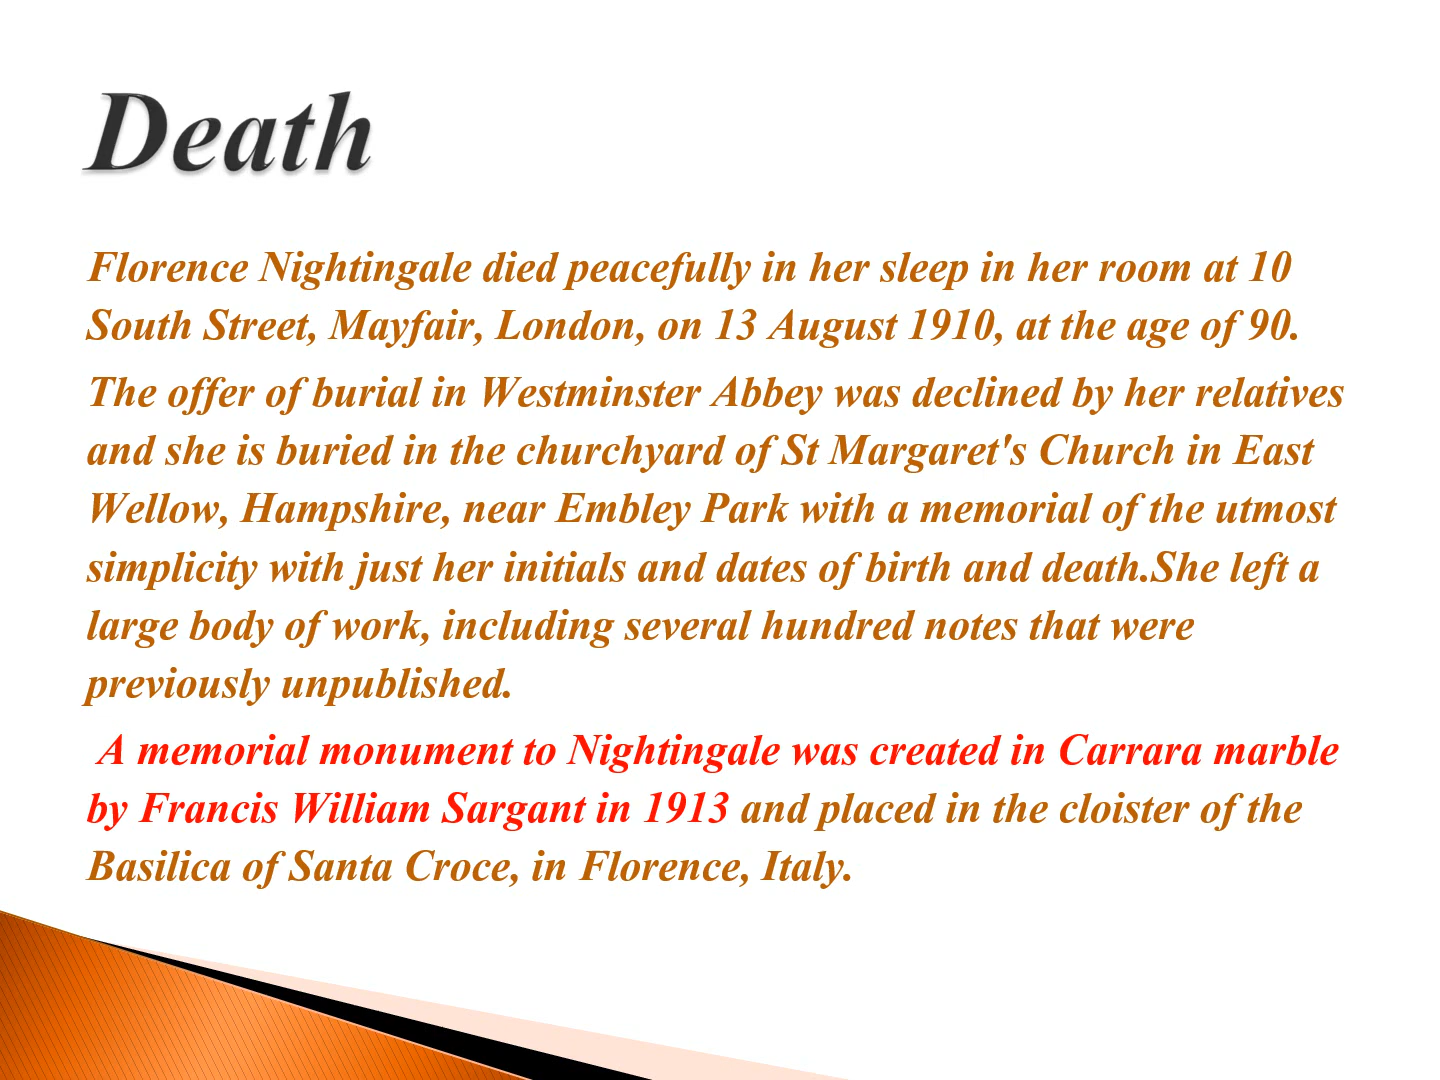 Death
Florence Nightingale died peacefully in her sleep in her room at 10
South Street, Mayfair, London, on 13 August 1910, at the age of 90.
The offer of burial in Westminster Abbey was declined by her relatives
and she is buried in the churchyard of St Margaret's Church in East
Wellow, Hampshire, near Embley Park with a memorial of the utmost
simplicity with just her initials and dates of birth and death.She left a
large body of work, including several hundred notes that were
previously unpublished.
A memorial monument to Nightingale was created in Carrara marble
by Francis William Sargant in 1913 and placed in the cloister of the
Basilica of Santa Croce, in Florence, Italy.